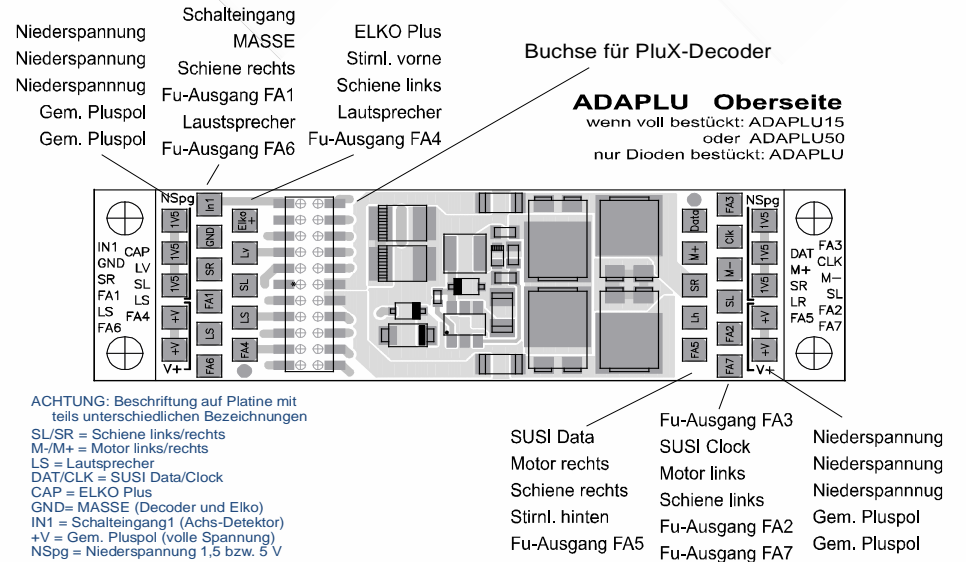 Niederspannung
Niederspannung
Niederspannnug
Gem. Pluspol
Gem. Pluspol
Schalteingang
MASSE
Schiene rechts
Fu-Ausgang FA1
Laustsprecher
Fu-Ausgang FA6
ELKO Plus
Stirnl. vorne
Schiene links
Lautsprecher
Fu-Ausgang FA4
Buchse für PluX-Decoder
ADAPLU Oberseite
wenn voll bestückt: ADAPLU15
oder ADAPLU50
nur Dioden bestückt: ADAPLU
IN1
GND
SR
FA1
LS
FA6
CAP
LV
SL
LS
FA4
NSpg
1V5
1V5
1V5
+V
+V
V+
In1
GND
SR
FA1
LS
FA6
Elko
+
Lv
SL
LS
FA4
Data
M+
SR
Lh
FA5
FA3
Clk
M-
SL
FA2
FA7
NSpg
1V5
1V5
1V5
+V
+V
V+
DAT
M+
SR
LR
FA5
FA3
CLK
M-
SL
FA2
FA7
ACHTUNG: Beschriftung auf Platine mit
teils unterschiedlichen Bezeichnungen
SL/SR = Schiene links/rechts
M-/M+ = Motor links/rechts
LS = Lautsprecher
DAT/CLK = SUSI Data/Clock
CAP = ELKO Plus
GND= MASSE (Decoder und Elko)
IN1 = Schalteingang1 (Achs-Detektor)
+V = Gem. Pluspol (volle Spannung)
NSpg = Niederspannung 1,5 bzw. 5 V
SUSI Data
Motor rechts
Schiene rechts
Stirnl. hinten
Fu-Ausgang FA5
Fu-Ausgang FA3
SUSI Clock
Motor links
Schiene links
Fu-Ausgang FA2
Fu-Ausgang FA7
Niederspannung
Niederspannung
Niederspannnug
Gem. Pluspol
Gem. Pluspol